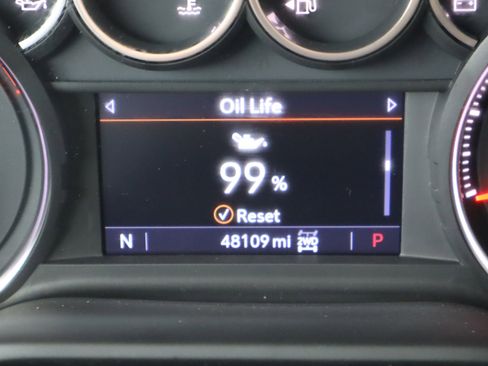 Oil Life
99 %
Reset
N 48109 mi 2WD P